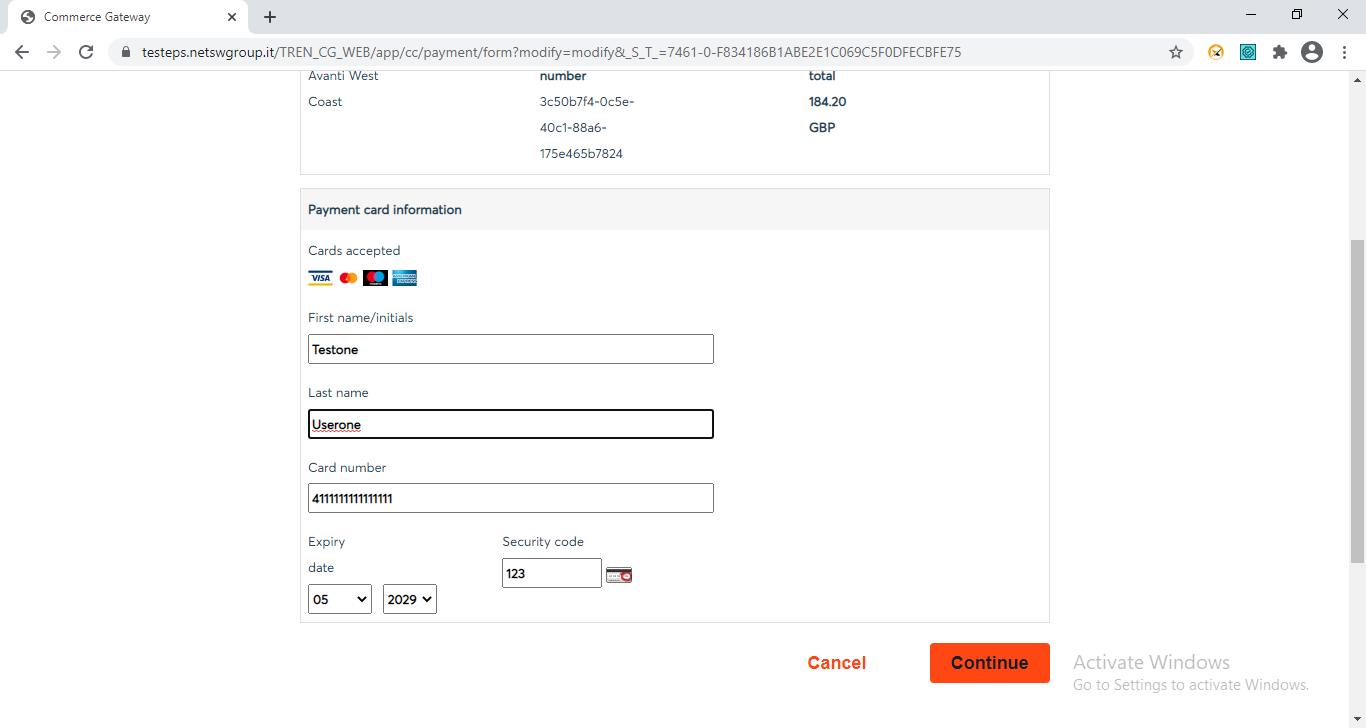 Commerce Gateway
testeps.netswgroup.it/TREN_CG_WEB/app/cc/payment/form?modify=modify&_S_T_=7461-0-F834186B1ABE2E1C069C5F0DFECBFE75
Avanti West number total
Coast 3c50b7f4-0c5e- 184.20
40c1-88a6- GBP
175e465b7824
Payment card information
Cards accepted
VISA
First name/initials
Testone
Last name
Userone
Card number
4111111111111111
Expiry Security code
date
123
05 2029
Cancel Continue
Activate Windows
Go to Settings to activate Windows.